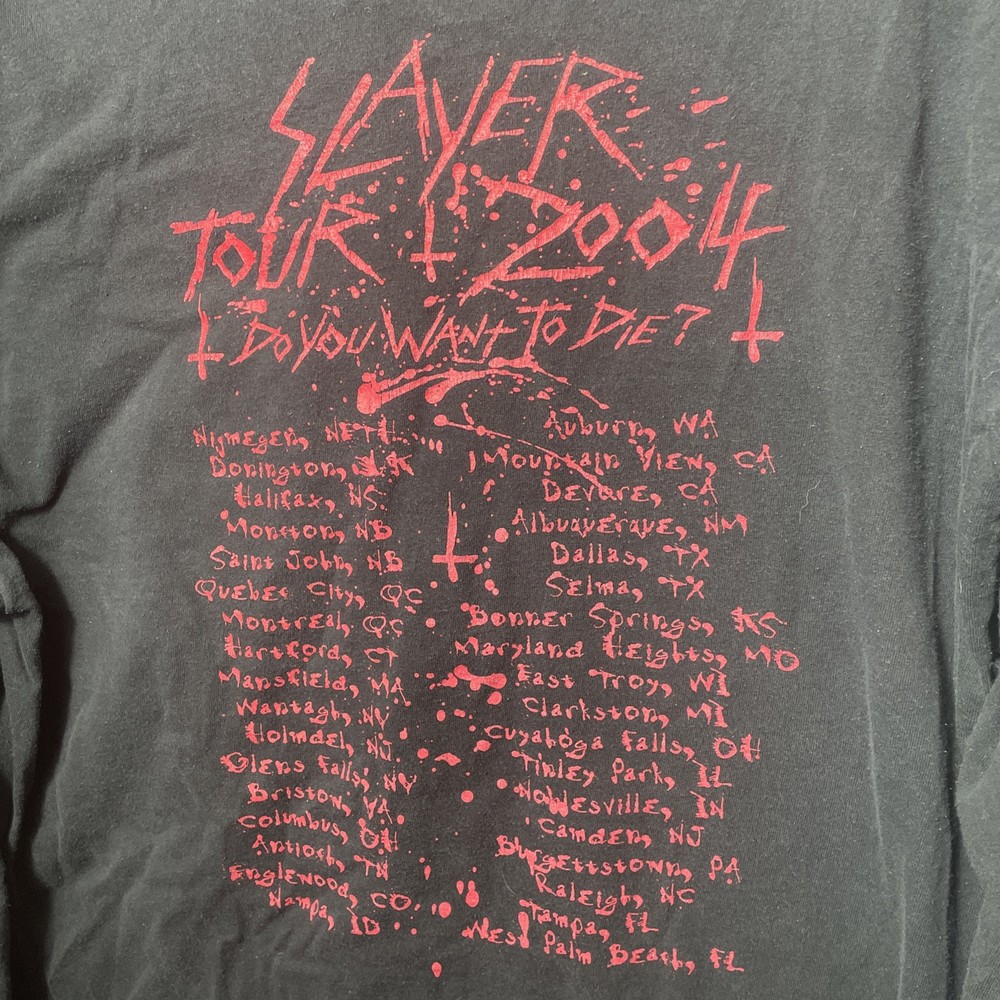 SLAYER
TOUR 2004
Do You WANt To DiE?
NijmEgEn, NETH.
Donington, U.K
Halifax, NS
Moncton, NB
Saint John, NB
QuebEc City, QC
MontrEal, QC
Hartford, CT
MansfiEld, MA
Wantagh, NY
HolmdEl, NJ
GlEns Falls, NY
Bristow, VA
Columbus, OH
Antioch, TN
EnglEwood, CO
Nampa, ID
Auburn, WA
Mountain ViEw, CA
DEvorE, CA
AlbuquErquE, NM
Dallas, TX
SElma, TX
BonnEr Springs, KS
Maryland HEights, MO
East Troy, WI
Clarkston, MI
Cuyahoga Falls, OH
TinlEy Park, IL
NoblEsvillE, IN
CamdEn, NJ
BurgEttstown, PA
RalEigh, NC
Tampa, FL
WEst Palm BEach, FL